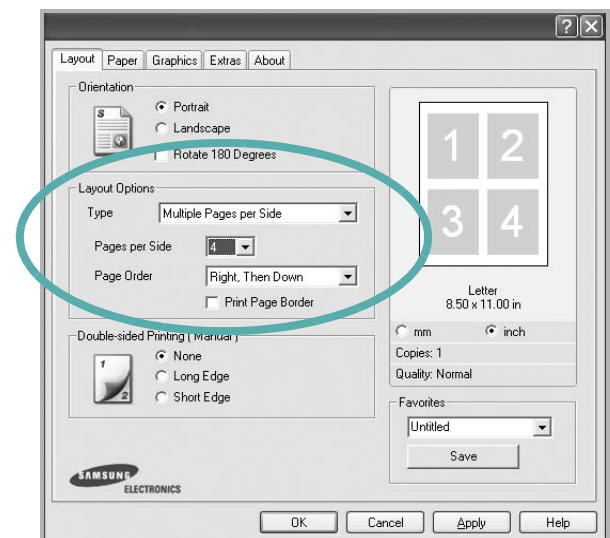 ? X
Layout Paper Graphics Extras About
Orientation
S
Portrait
Landscape
Rotate 180 Degrees
Layout Options
Type Multiple Pages per Side
Pages per Side 4
Page Order Right, Then Down
Print Page Border
Double-sided Printing ( Manual )
1
2
None
Long Edge
Short Edge
SAMSUNG
ELECTRONICS
1 2
3 4
Letter
8.50 x 11.00 in
mm inch
Copies: 1
Quality: Normal
Favorites
Untitled
Save
OK Cancel Apply Help